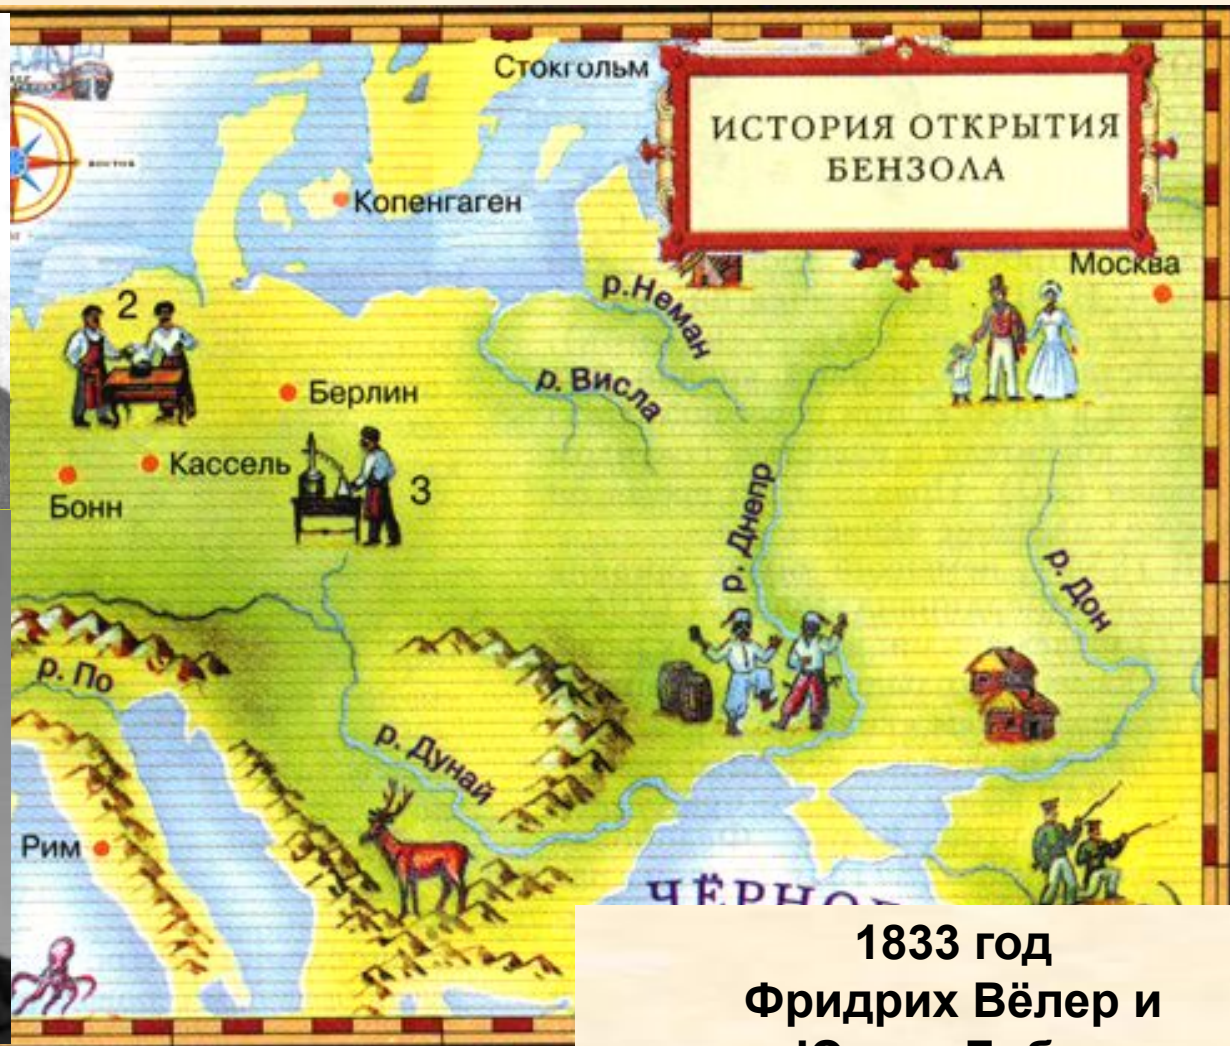 Стокгольм
ИСТОРИЯ ОТКРЫТИЯ
БЕНЗОЛА
ВОСТОК
Копенгаген
Москва
р.Неман
2
р. Висла
Берлин
Кассель
3
Бонн
р. Днепр
р. Дон
р. По
р. Дунай
Рим
1833 год
Фридрих Вёлер и